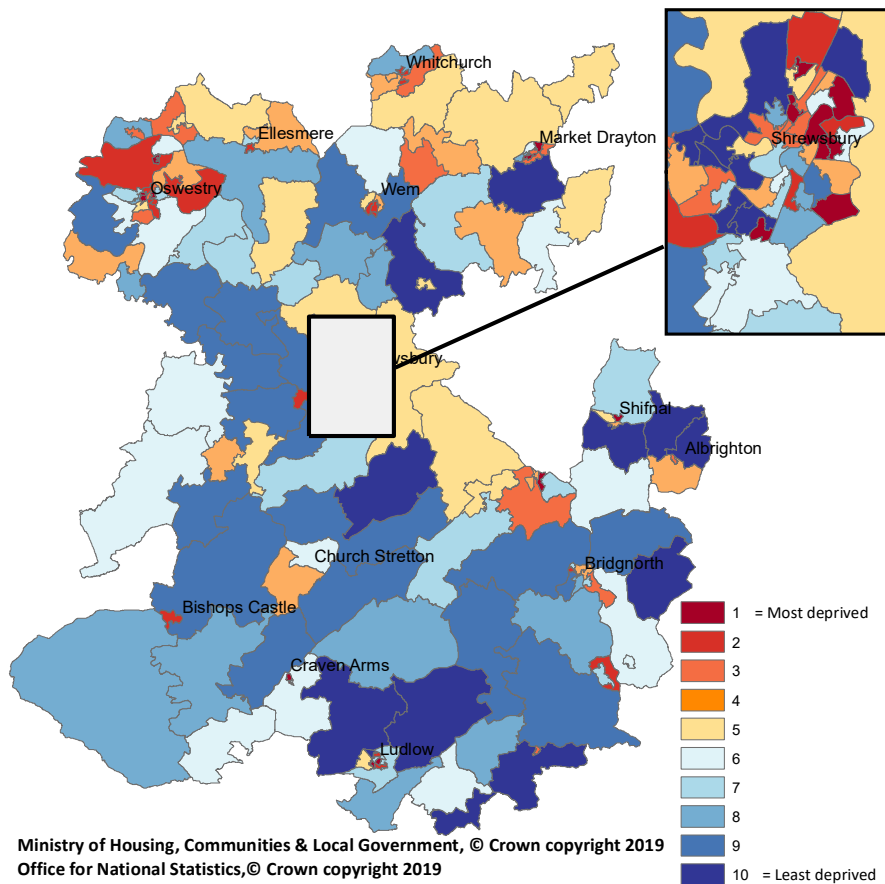 Whitchurch
Ellesmere
Market Drayton
Shrewsbury
Oswestry
Wem
wsbury
Shifnal
Albrighton
Church Stretton
Bridgnorth
Bishops Castle
Craven Arms
Ludlow
1 = Most deprived
2
3
4
5
6
7
8
9
10 = Least deprived
Ministry of Housing, Communities & Local Government, © Crown copyright 2019
Office for National Statistics,© Crown copyright 2019